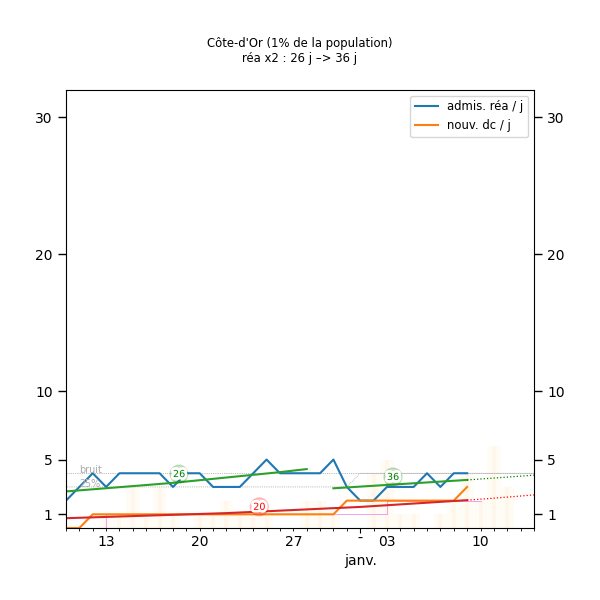 Côte-d'Or (1% de la population)
réa x2 : 26 j –> 36 j
admis. réa / j
nouv. dc / j
30 30
20 20
10 10
5 5
1 1
bruit
25%
26
36
20
13 20 27 - 03 10
janv.